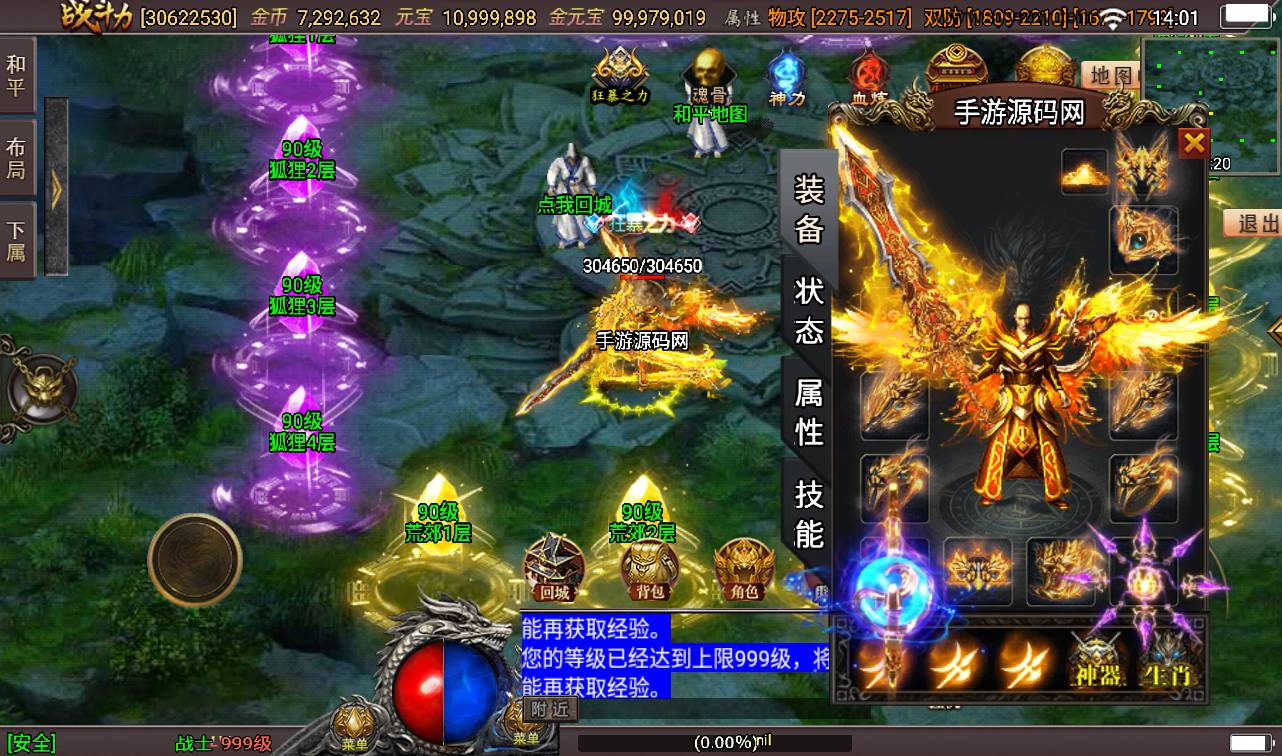 战斗力 [30622530] 金币 7,292,632 元宝 10,999,898 金元宝 99,979,019 属性 物攻 [2275-2517] 双防 [1809-2210]
14:01
和平
布局
下属
狐狸1层
90级
狐狸2层
90级
狐狸3层
90级
狐狸4层
90级
荒郊1层
90级
荒郊2层
狂暴之力
魂骨
神力
血炼
地图
和平地图
点我回城
狂暴之力
304650/304650
手游源码网
手游源码网
:20
退出
装备
状态
属性
技能
神器
生肖
回城
背包
角色
能再获取经验。
您的等级已经达到上限999级，将
能再获取经验。
附近
菜单
菜单
[安全]
战士 999级
(0.00%)nil